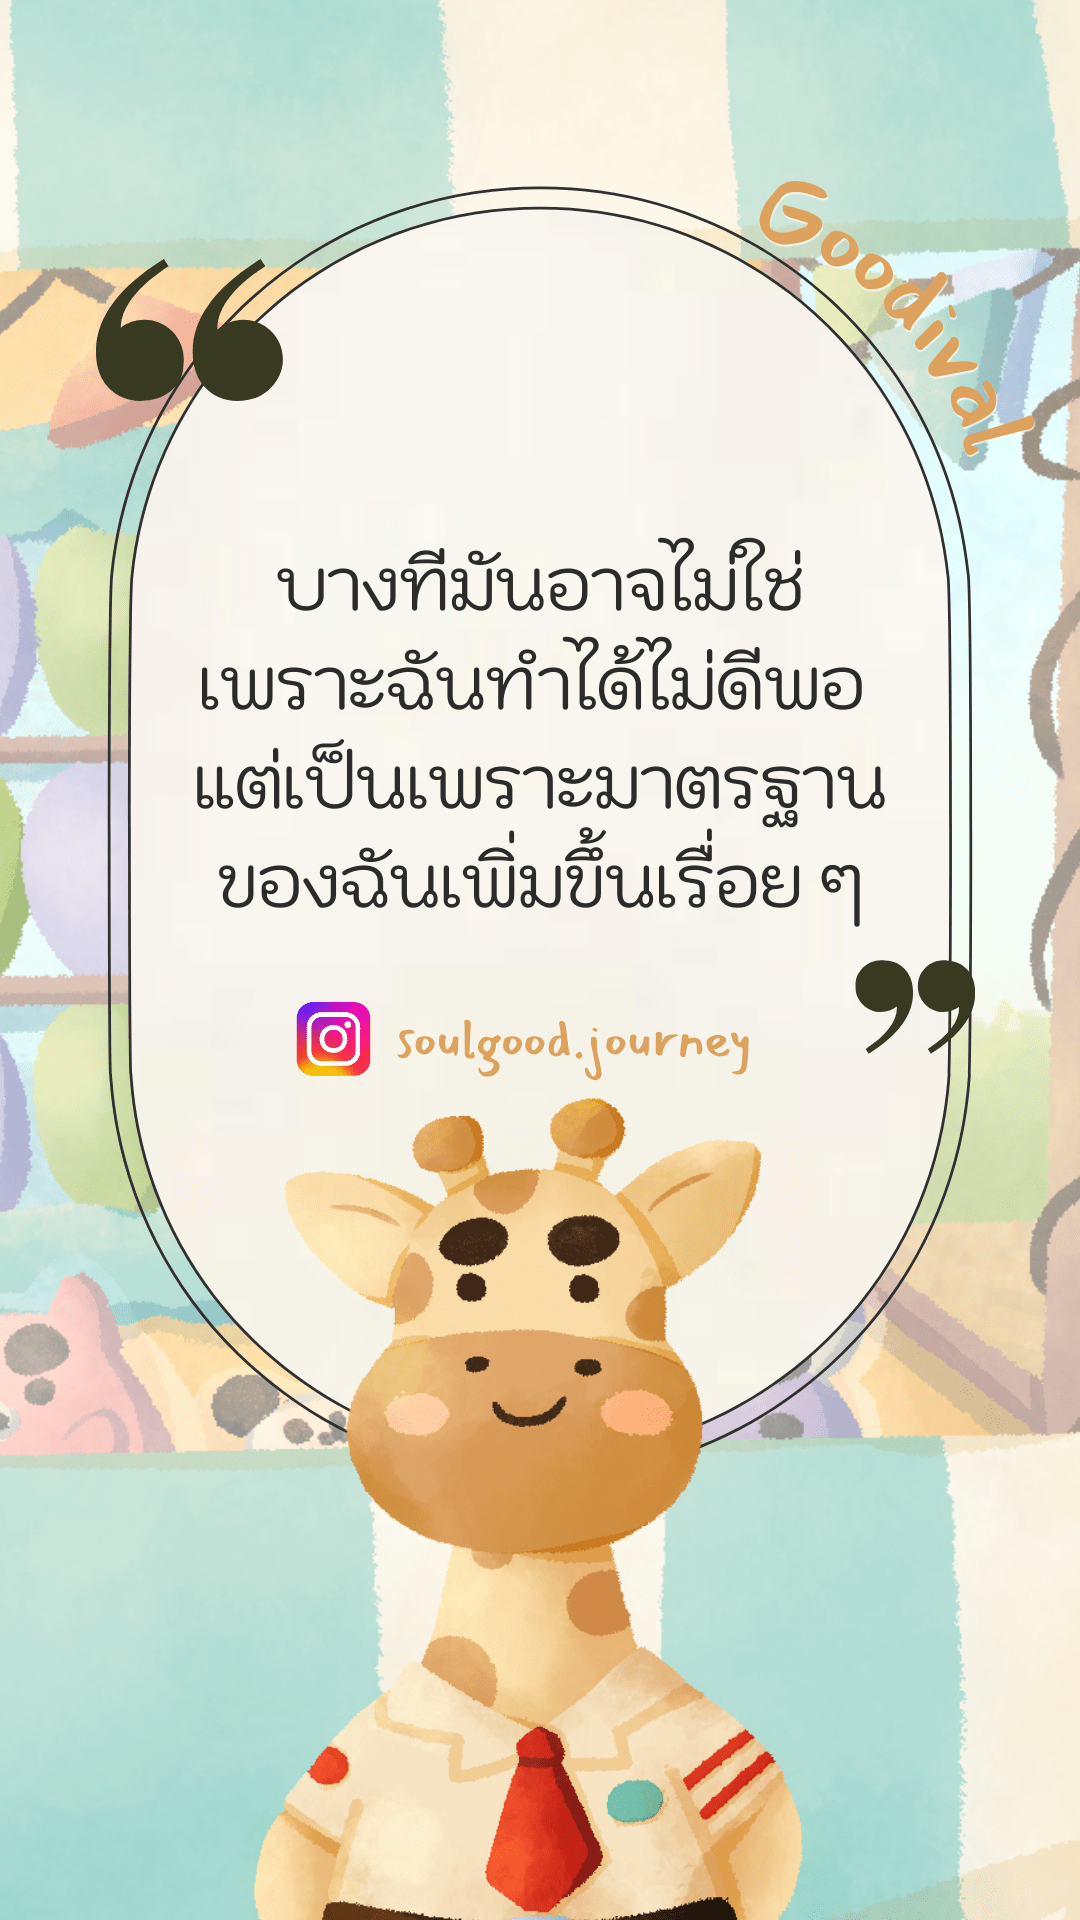 Goodival
บางทีมันอาจไม่ใช่
เพราะฉันทำได้ไม่ดีพอ
แต่เป็นเพราะมาตรฐาน
ของฉันเพิ่มขึ้นเรื่อย ๆ
soulgood.journey